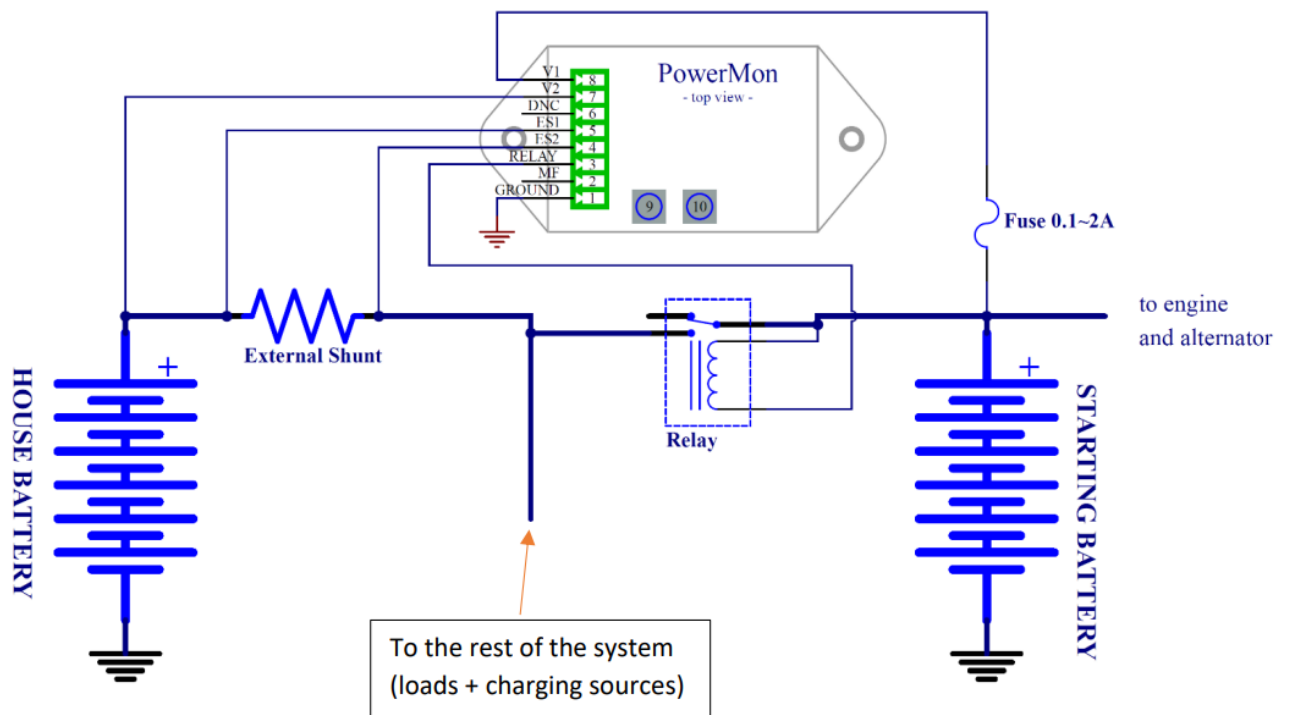 PowerMon
- top view -
V1
V2
DNC
ES1
ES2
RELAY
MF
GROUND
8
7
6
5
4
3
2
1
9
10
Fuse 0.1~2A
to engine
and alternator
External Shunt
+
HOUSE BATTERY
Relay
+
STARTING BATTERY
To the rest of the system
(loads + charging sources)